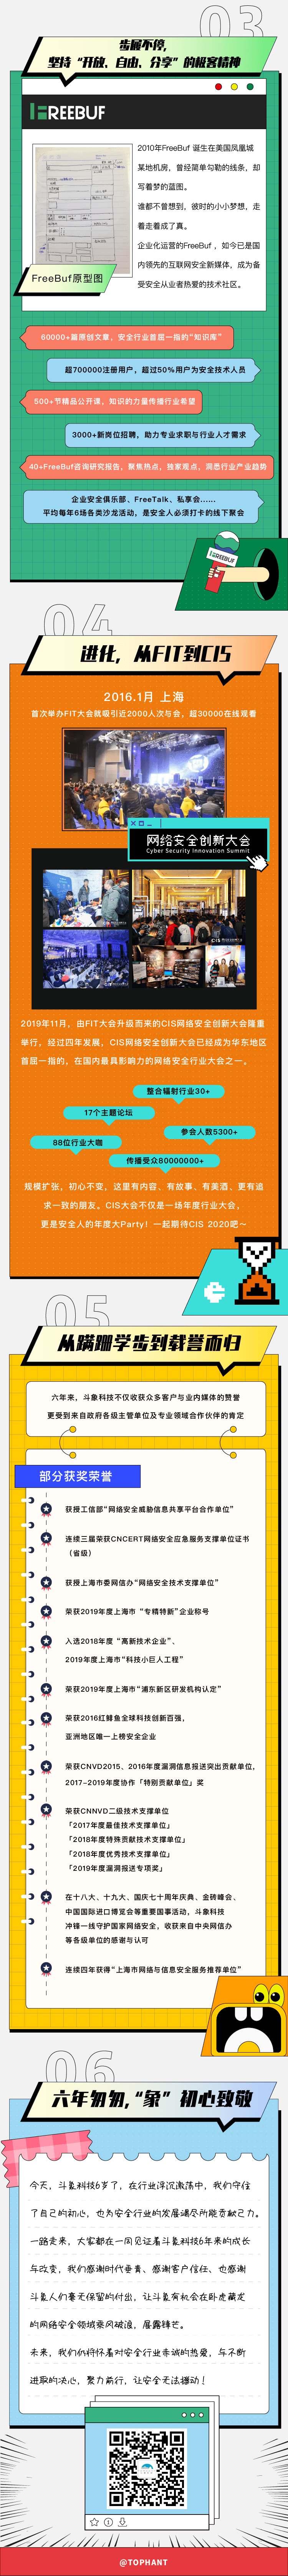 03
步履不停，
坚持“开放、自由、分享”的极客精神
FREEBUF
2010年FreeBuf 诞生在美国凤凰城
某地机房，曾经简单勾勒的线条，却
写着梦的蓝图。
谁都不曾想到，彼时的小小梦想，走
着走着成了真。
企业化运营的FreeBuf ，如今已是国
内领先的互联网安全新媒体，成为备
受安全从业者热爱的技术社区。
FreeBuf原型图
60000+篇原创文章，安全行业首屈一指的“知识库”
超700000注册用户，超过50%用户为安全技术人员
500+节精品公开课，知识的力量传播行业希望
3000+新岗位招聘，助力专业求职与行业人才需求
40+FreeBuf咨询研究报告，聚焦热点，独家观点，洞悉行业产业趋势
企业安全俱乐部、FreeTalk、私享会......
平均每年6场各类沙龙活动，是安全人必须打卡的线下聚会
FREEBUF
04
进化，从FIT到CIS
2016.1月 上海
首次举办FIT大会就吸引近2000人次与会，超30000在线观看
网络安全创新大会
Cyber Security Innovation Summit
CIS
2019年11月，由FIT大会升级而来的CIS网络安全创新大会隆重
举行，经过四年发展，CIS网络安全创新大会已经成为华东地区
首屈一指的，在国内最具影响力的网络安全行业大会之一。
整合辐射行业30+
17个主题论坛
参会人数5300+
88位行业大咖
传播受众80000000+
规模扩张，初心不变，这里有内容、有故事、有美酒、更有追
求一致的朋友。CIS大会不仅是一场年度行业大会，
更是安全人的年度大Party！一起期待CIS 2020吧～
05
从蹒跚学步到载誉而归
六年来，斗象科技不仅收获众多客户与业内媒体的赞誉
更受到来自政府各级主管单位及专业领域合作伙伴的肯定
部分获奖荣誉
获授工信部“网络安全威胁信息共享平台合作单位”
连续三届荣获CNCERT网络安全应急服务支撑单位证书
（省级）
获授上海市委网信办“网络安全技术支撑单位”
荣获2019年度上海市 “专精特新”企业称号
入选2018年度 “高新技术企业”、
2019年度上海市“科技小巨人工程”
荣获2019年度上海市“浦东新区研发机构认定”
荣获2016红鲱鱼全球科技创新百强，
亚洲地区唯一上榜安全企业
荣获CNVD2015、2016年度漏洞信息报送突出贡献单位，
2017-2019年度协作「特别贡献单位」奖
荣获CNNVD二级技术支撑单位
「2017年度最佳技术支撑单位」
「2018年度特殊贡献技术支撑单位」
「2018年度优秀技术支撑单位」
「2019年度漏洞报送专项奖」
在十八大、十九大、国庆七十周年庆典、金砖峰会、
中国国际进口博览会等重要国事活动，斗象科技
冲锋一线守护国家网络安全，收获来自中央网信办
等各级单位的感谢与认可
连续四年获得“上海市网络与信息安全服务推荐单位”
06
六年匆匆，“象”初心致敬
今天，斗象科技6岁了，在行业浮沉激荡中，我们守住
了自己的初心，也为安全行业的发展竭尽所能贡献己力。
一路走来，大家都在一同见证着斗象科技6年来的成长
与改变，我们感谢时代垂青、感谢客户信任、也感谢
斗象人们毫无保留的付出，让斗象有机会在卧虎藏龙
的网络安全领域乘风破浪，展露锋芒。
未来，我们仍将怀着对安全行业赤诚的热爱，与不断
进取的决心，聚力前行，让安全无法撼动！
@TOPHANT